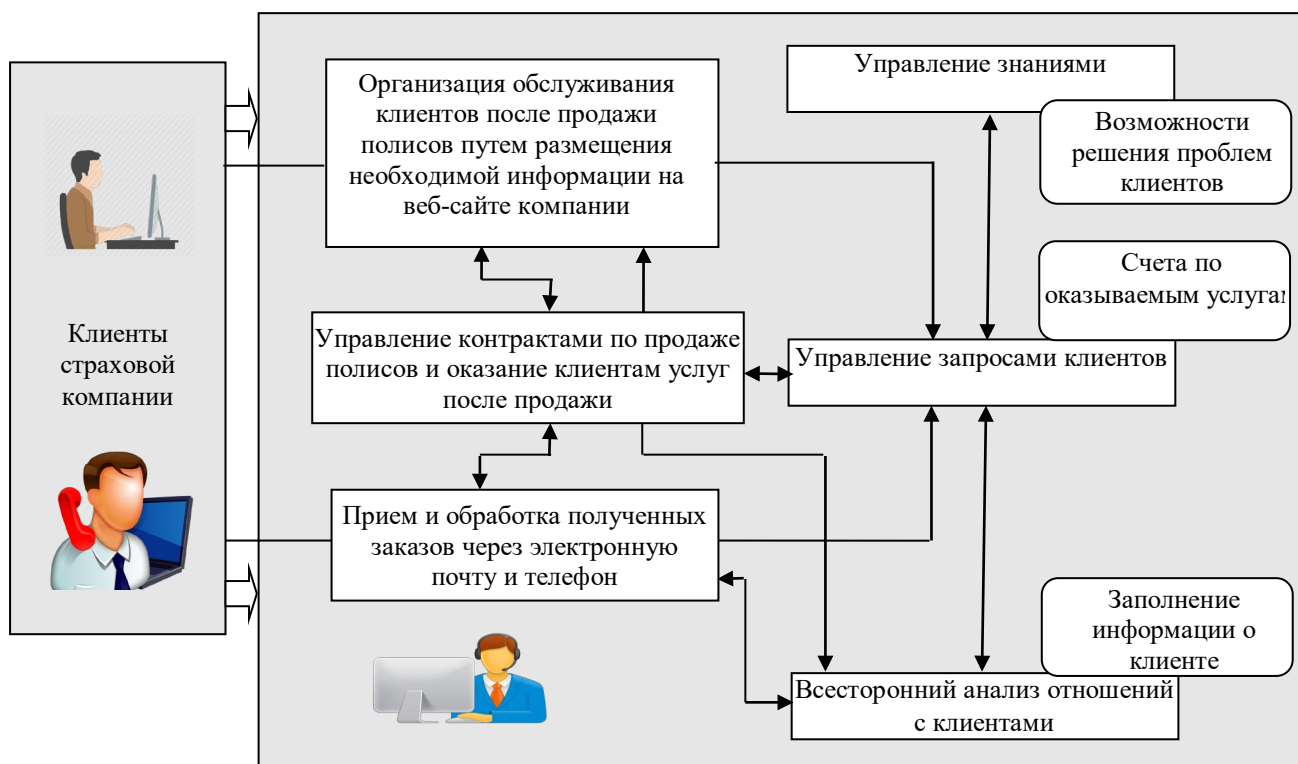 Клиенты
страховой
компании
Организация обслуживания
клиентов после продажи
полисов путем размещения
необходимой информации на
веб-сайте компании
Управление контрактами по продаже
полисов и оказание клиентам услуг
после продажи
Прием и обработка полученных
заказов через электронную
почту и телефон
Управление знаниями
Возможности
решения проблем
клиентов
Счета по
оказываемым услугам
Управление запросами клиентов
Заполнение
информации о
клиенте
Всесторонний анализ отношений
с клиентами